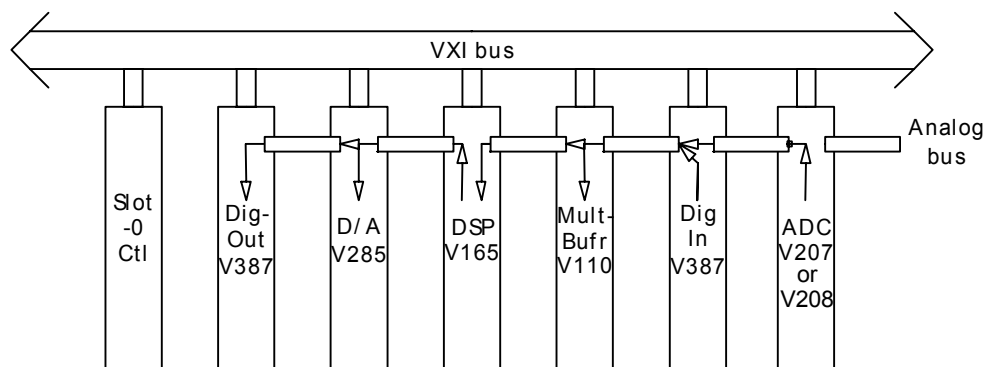 VXI bus
Analog
bus
Slot
-0
Ctl
Dig-
Out
V387
D/A
V285
DSP
V165
Mult-
Bufr
V110
Dig
In
V387
ADC
V207
or
V208